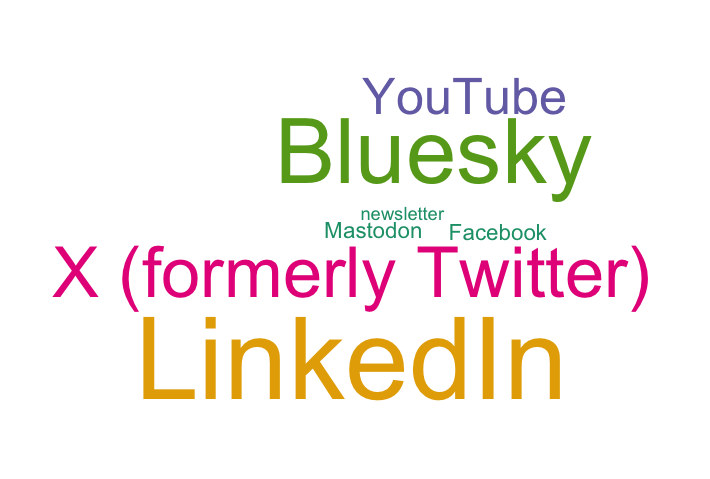 YouTube
Bluesky
newsletter
Mastodon Facebook
X (formerly Twitter)
LinkedIn